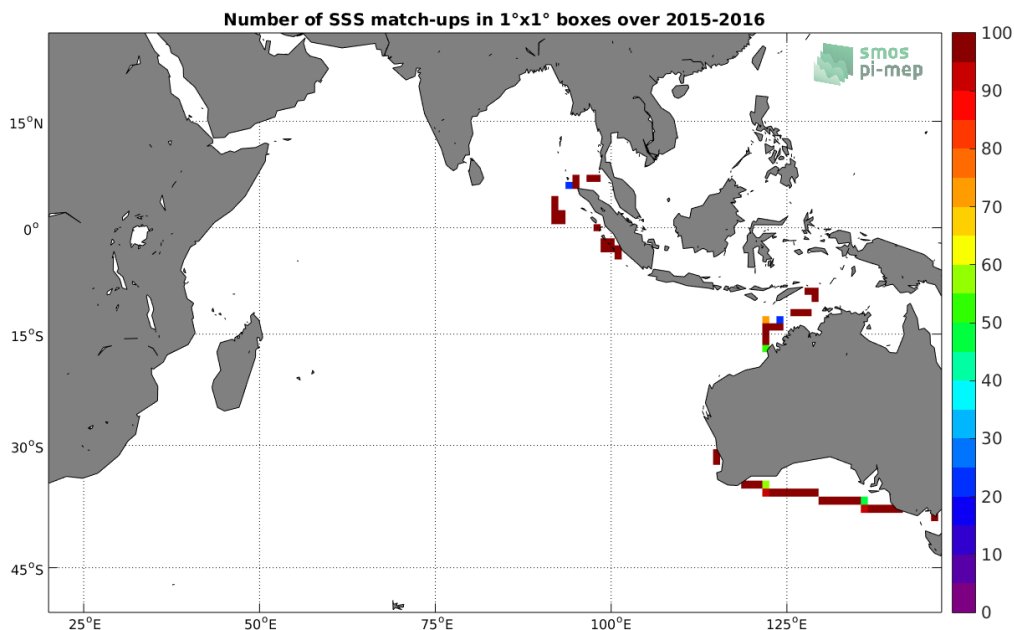 Number of SSS match-ups in 1°x1° boxes over 2015-2016
smos
pi-mep
100
90
80
70
60
50
40
30
20
10
0
15°N
0°
15°S
30°S
45°S
25°E
50°E
75°E
100°E
125°E